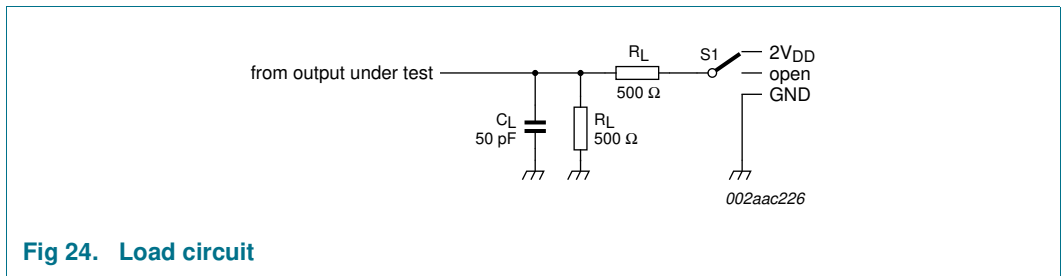 R_L
S1
2V_DD
from output under test
open
500 Ω
GND
C_L
50 pF
R_L
500 Ω
002aac226
Fig 24. Load circuit